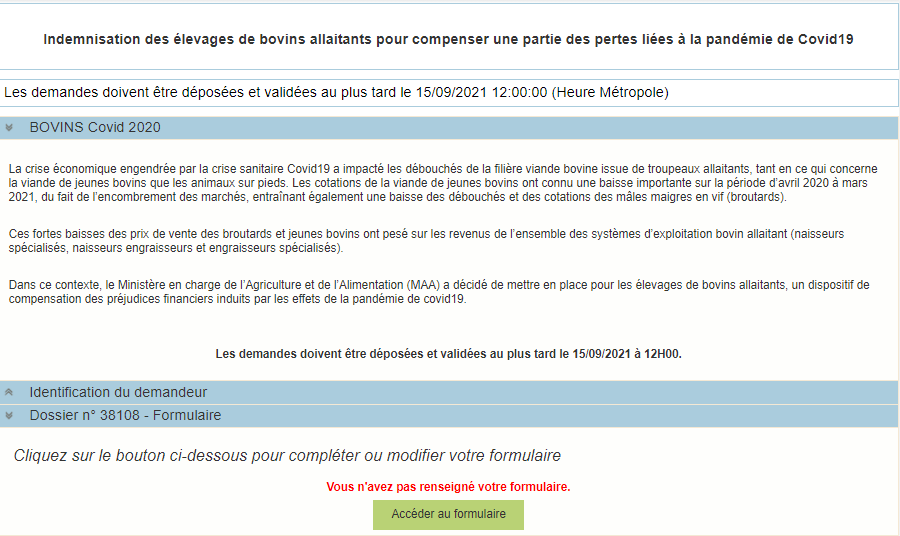 Indemnisation des élevages de bovins allaitants pour compenser une partie des pertes liées à la pandémie de Covid19
Les demandes doivent être déposées et validées au plus tard le 15/09/2021 12:00:00 (Heure Métropole)
BOVINS Covid 2020
La crise économique engendrée par la crise sanitaire Covid19 a impacté les débouchés de la filière viande bovine issue de troupeaux allaitants, tant en ce qui concerne
la viande de jeunes bovins que les animaux sur pieds. Les cotations de la viande de jeunes bovins ont connu une baisse importante sur la période d'avril 2020 à mars
2021, du fait de l'encombrement des marchés, entraînant également une baisse des débouchés et des cotations des mâles maigres en vif (broutards).
Ces fortes baisses des prix de vente des broutards et jeunes bovins ont pesé sur les revenus de l'ensemble des systèmes d'exploitation bovin allaitant (naisseurs
spécialisés, naisseurs engraisseurs et engraisseurs spécialisés).
Dans ce contexte, le Ministère en charge de l'Agriculture et de l'Alimentation (MAA) a décidé de mettre en place pour les élevages de bovins allaitants, un dispositif de
compensation des préjudices financiers induits par les effets de la pandémie de covid19.
Les demandes doivent être déposées et validées au plus tard le 15/09/2021 à 12H00.
Identification du demandeur
Dossier n° 38108 - Formulaire
Cliquez sur le bouton ci-dessous pour compléter ou modifier votre formulaire
Vous n'avez pas renseigné votre formulaire.
Accéder au formulaire